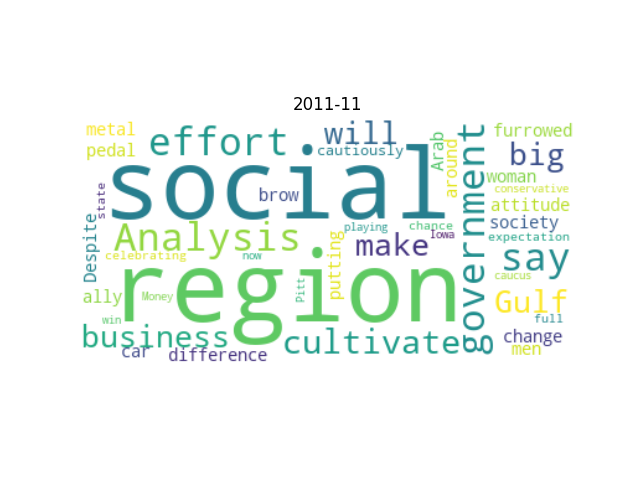 2011-11
metal
effort
will
furrowed
pedal
cautiously
Arab
around
government
big
social
brow
woman
conservative
state
attitude
society
Despite
Analysis
playing
chance
Iowa
expectation
make
celebrating
now
putting
say
region
caucus
ally
Money
Pitt
Gulf
win
full
business
cultivate
change
car
difference
men